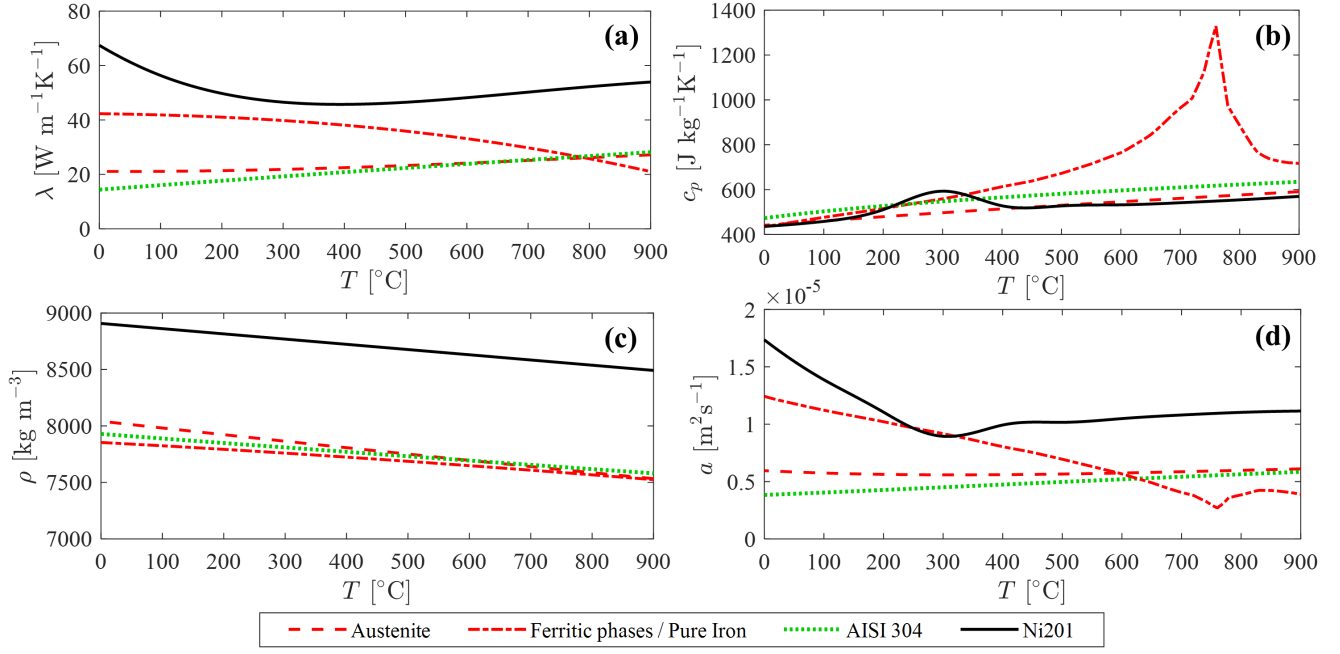 (a)
80
60
40
20
0
λ [W m−1K−1]
0 100 200 300 400 500 600 700 800 900
T [°C]
(b)
1400
1200
1000
800
600
400
c_p [J kg−1K−1]
0 100 200 300 400 500 600 700 800 900
T [°C]
(c)
9000
8500
8000
7500
7000
ρ [kg m−3]
0 100 200 300 400 500 600 700 800 900
T [°C]
×10−5
(d)
2
1.5
1
0.5
0
a [m2s−1]
0 100 200 300 400 500 600 700 800 900
T [°C]
Austenite Ferritic phases / Pure Iron AISI 304 Ni201